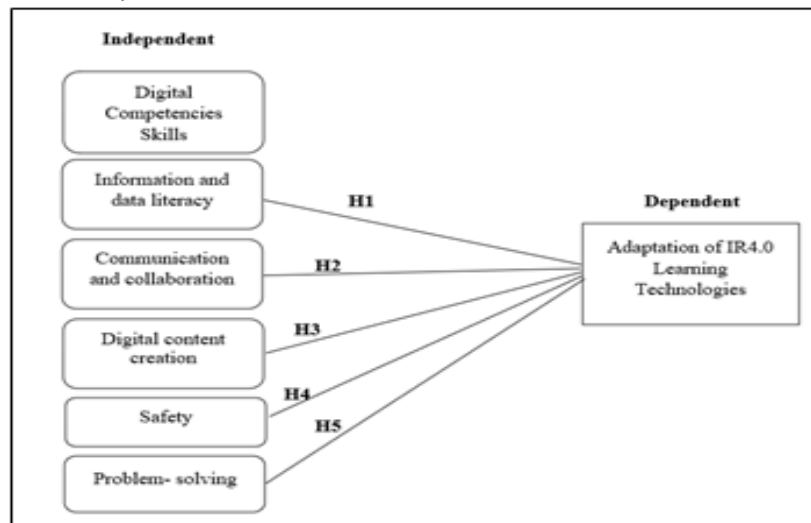 Independent
Digital
Competencies
Skills
Information and
data literacy
H1
Dependent
Communication
and collaboration
H2
Adaptation of IR4.0
Learning
Technologies
Digital content
creation
H3
H4
Safety
H5
Problem- solving